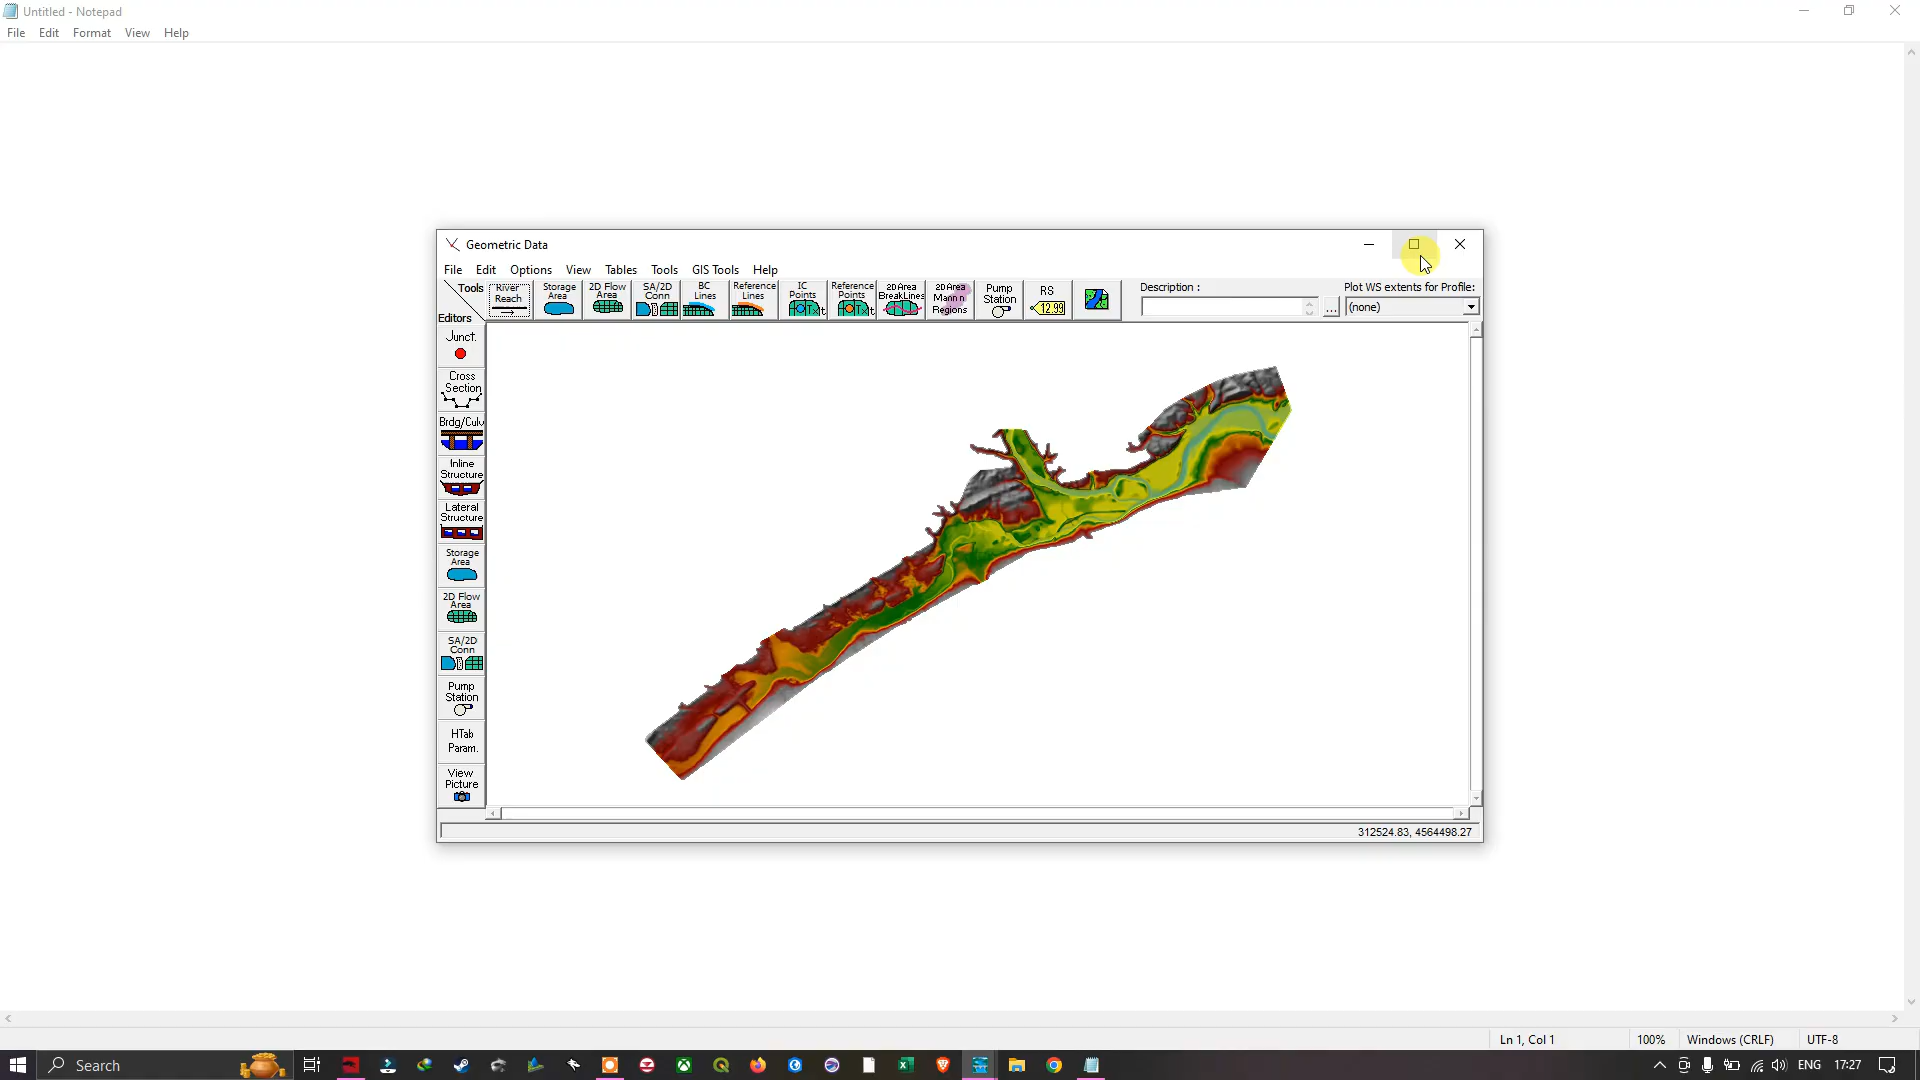 Untitled - Notepad
File Edit Format View Help
Geometric Data
File Edit Options View Tables Tools GIS Tools Help
Tools
Editors
River
Reach
Storage
Area
2D Flow
Area
SA/2D
Conn
BC
Lines
Reference
Lines
IC
Points
Reference
Points
2D Area
BreakLines
2D Area
Mann n
Regions
Pump
Station
RS
12.99
Description :
...
Plot WS extents for Profile:
(none)
Junct.
Cross
Section
Brdg/Culv
Inline
Structure
Lateral
Structure
Storage
Area
2D Flow
Area
SA/2D
Conn
Pump
Station
HTab
Param.
View
Picture
312524.83, 4564498.27
Ln 1, Col 1 100% Windows (CRLF) UTF-8
Search
ENG 17:27